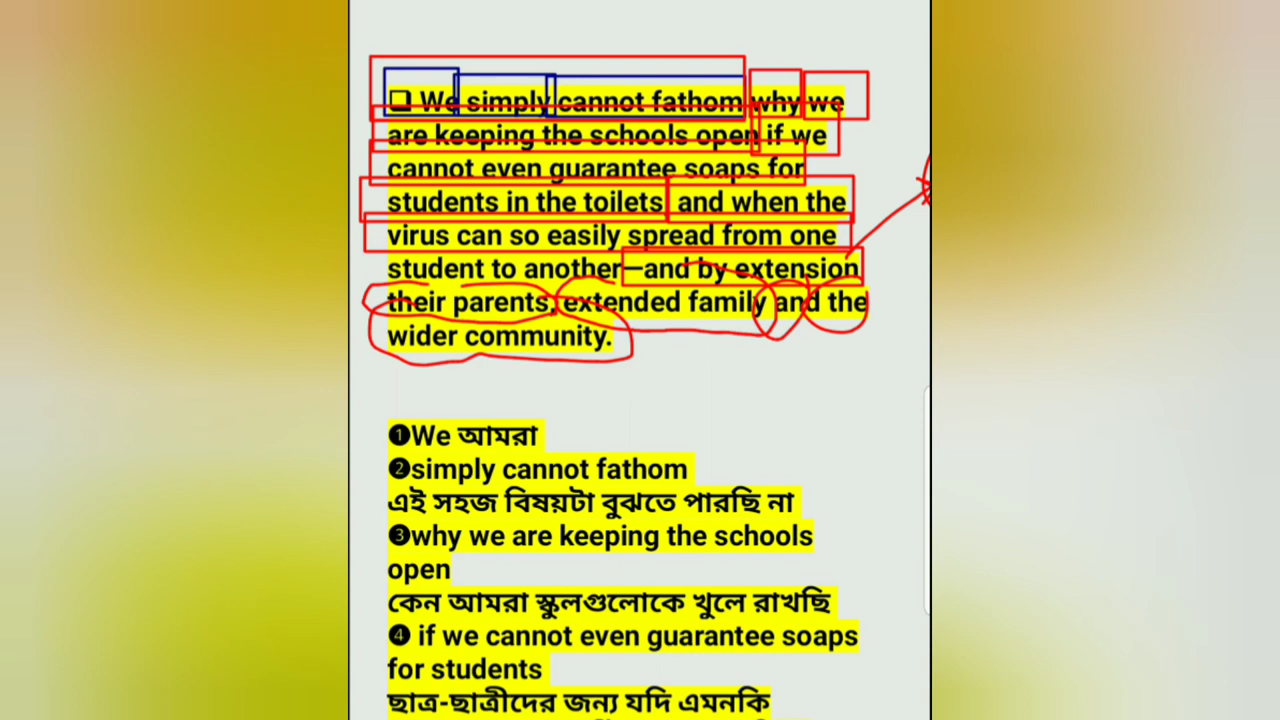 ❑ We simply cannot fathom why we
are keeping the schools open if we
cannot even guarantee soaps for
students in the toilets and when the
virus can so easily spread from one
student to another—and by extension
their parents, extended family and the
wider community.
❶We আমরা
❷simply cannot fathom
এই সহজ বিষয়টা বুঝতে পারছি না
❸why we are keeping the schools
open
কেন আমরা স্কুলগুলোকে খুলে রাখছি
❹ if we cannot even guarantee soaps
for students
ছাত্র-ছাত্রীদের জন্য যদি এমনকি